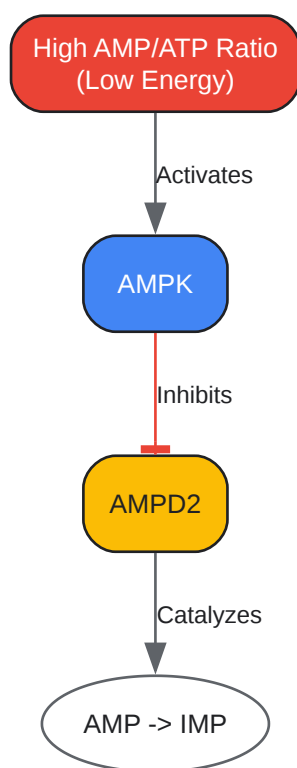 High AMP/ATP Ratio
(Low Energy)
Activates
AMPK
Inhibits
AMPD2
Catalyzes
AMP -> IMP